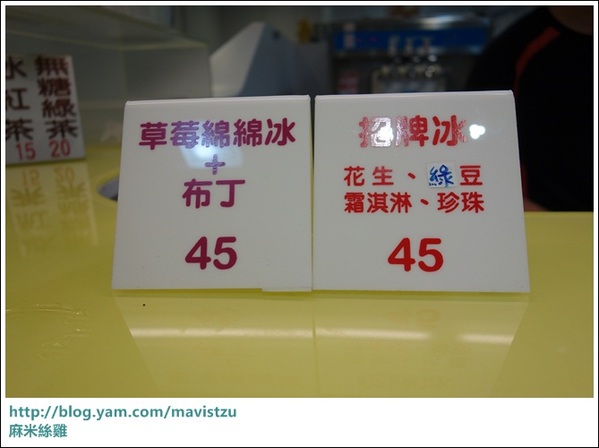 冰紅茶
15
無糖綠茶
20
草莓綿綿冰
+
布丁
45
招牌冰
花生、綠豆
霜淇淋、珍珠
45
http://blog.yam.com/mavistzu
麻米絲雞